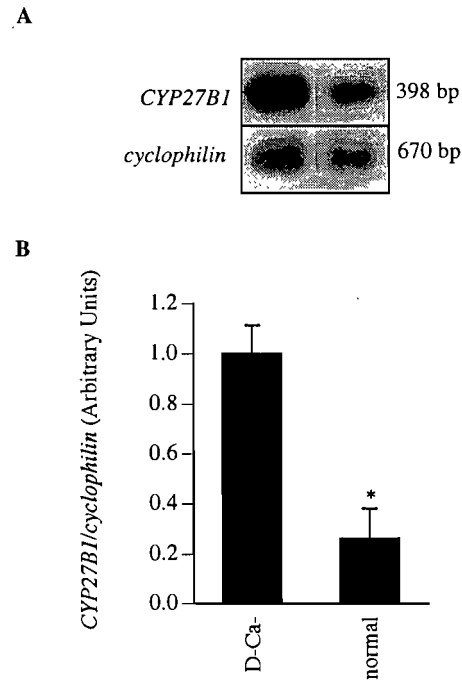 A
CYP27B1
398 bp
cyclophilin
670 bp
B
CYP27B1/cyclophilin (Arbitrary Units)
1.2
1.0
0.8
0.6
0.4
0.2
0.0
*
D-Ca-
normal